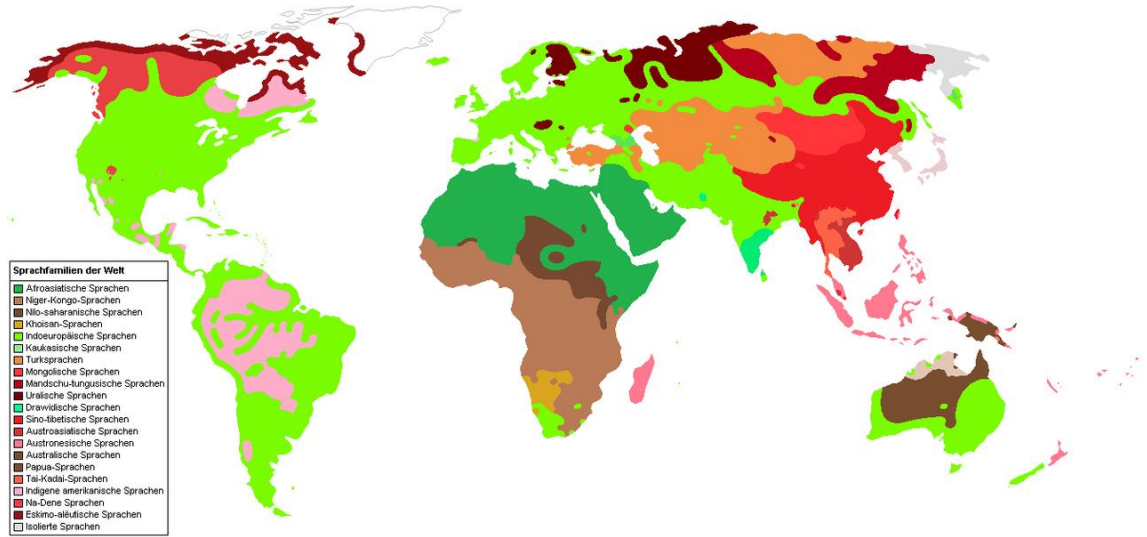 Sprachfamilien der Welt
Afroasiatische Sprachen
Niger-Kongo-Sprachen
Nilo-saharanische Sprachen
Khoisan-Sprachen
Indoeuropäische Sprachen
Kaukasische Sprachen
Turksprachen
Mongolische Sprachen
Mandschu-tungusische Sprachen
Uralische Sprachen
Drawidische Sprachen
Sino-tibetische Sprachen
Austroasiatische Sprachen
Austronesische Sprachen
Australische Sprachen
Papua-Sprachen
Tai-Kadai-Sprachen
Indigene amerikanische Sprachen
Na-Dene Sprachen
Eskimo-alëutische Sprachen
Isolierte Sprachen